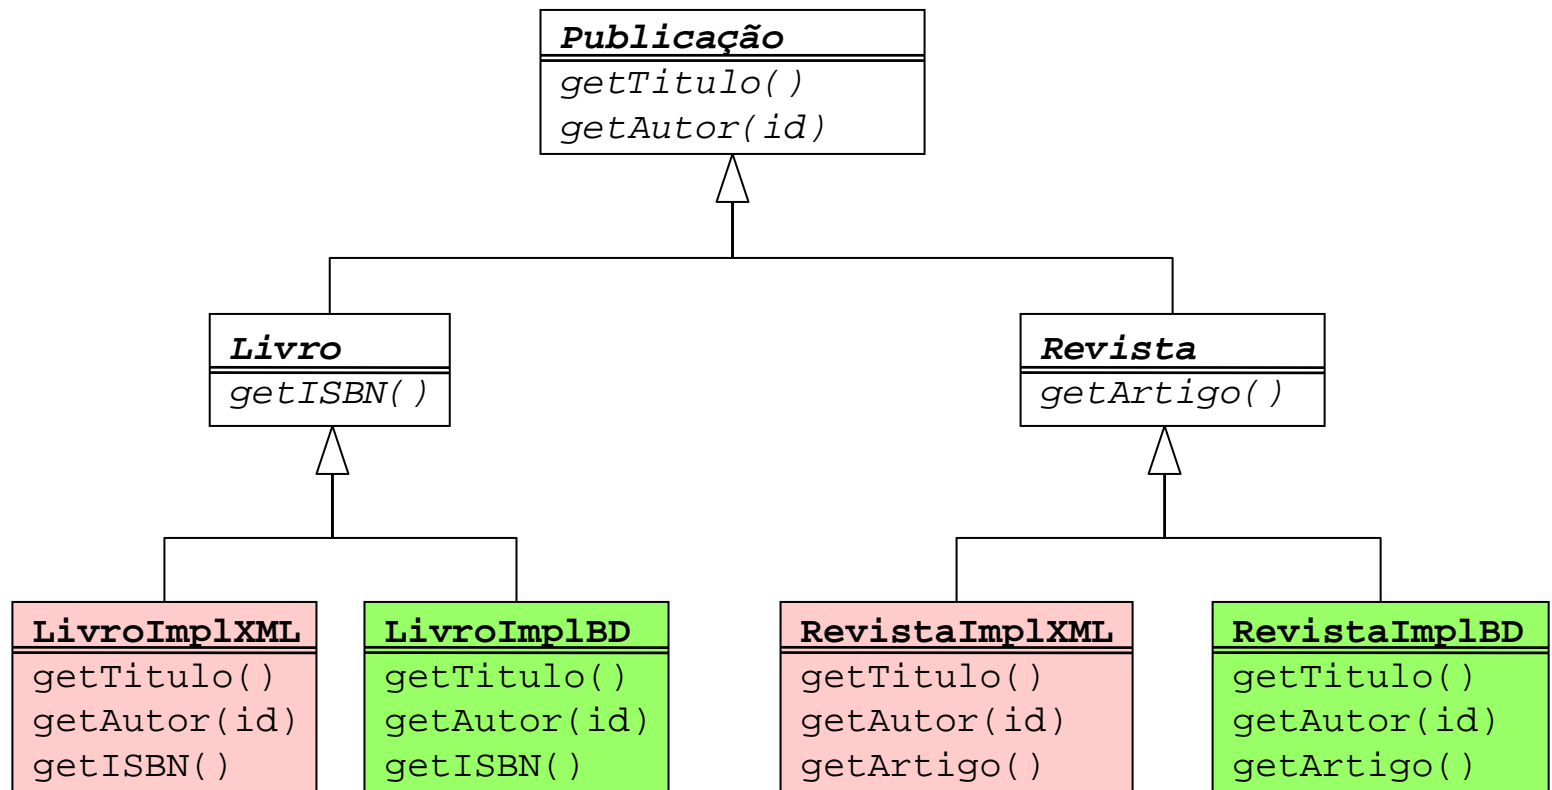 Publicação
getTitulo()
getAutor(id)
Livro
getISBN()
Revista
getArtigo()
LivroImplXML
getTitulo()
getAutor(id)
getISBN()
LivroImplBD
getTitulo()
getAutor(id)
getISBN()
RevistaImplXML
getTitulo()
getAutor(id)
getArtigo()
RevistaImplBD
getTitulo()
getAutor(id)
getArtigo()